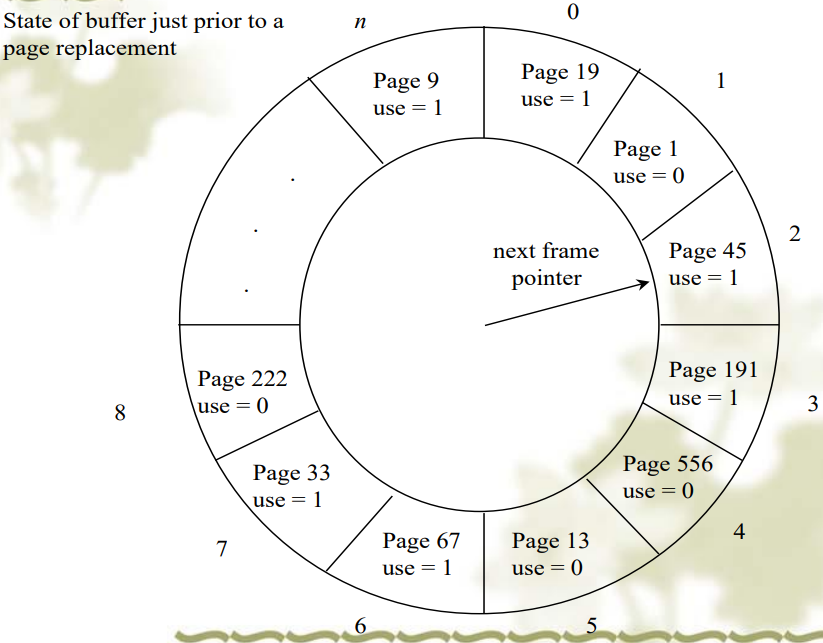 State of buffer just prior to a
page replacement
n
0
Page 9
use = 1
Page 19
use = 1
1
Page 1
use = 0
2
Page 45
use = 1
next frame
pointer
Page 191
use = 1
3
Page 556
use = 0
4
Page 13
use = 0
5
Page 67
use = 1
6
Page 33
use = 1
7
Page 222
use = 0
8